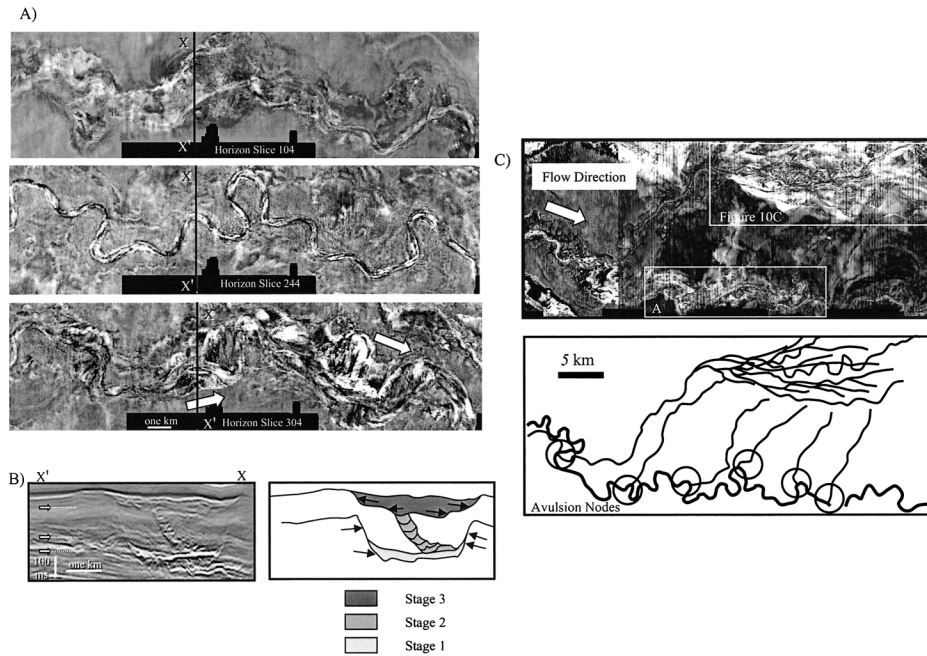 A)
X
X'
Horizon Slice 104
X
X'
Horizon Slice 244
X
one km
X'
Horizon Slice 304
B)
X'
X
100
ms
one km
Stage 3
Stage 2
Stage 1
C)
Flow Direction
Figure 10C
A
5 km
Avulsion Nodes